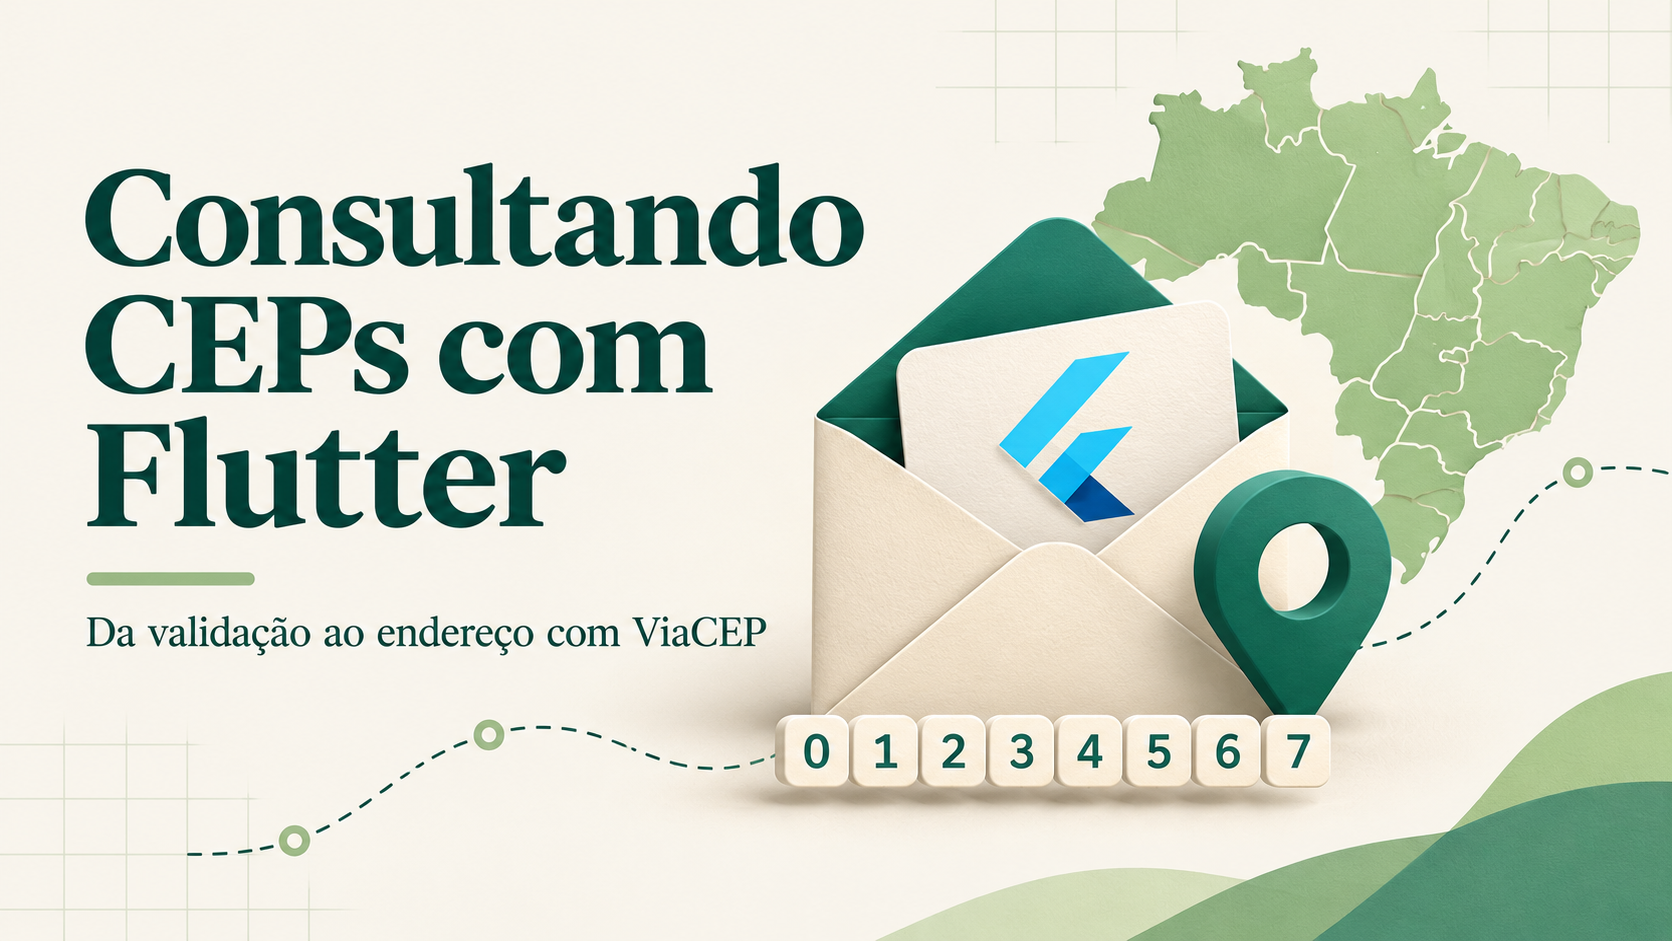 Consultando
CEPs com
Flutter
Da validação ao endereço com ViaCEP
0 1 2 3 4 5 6 7